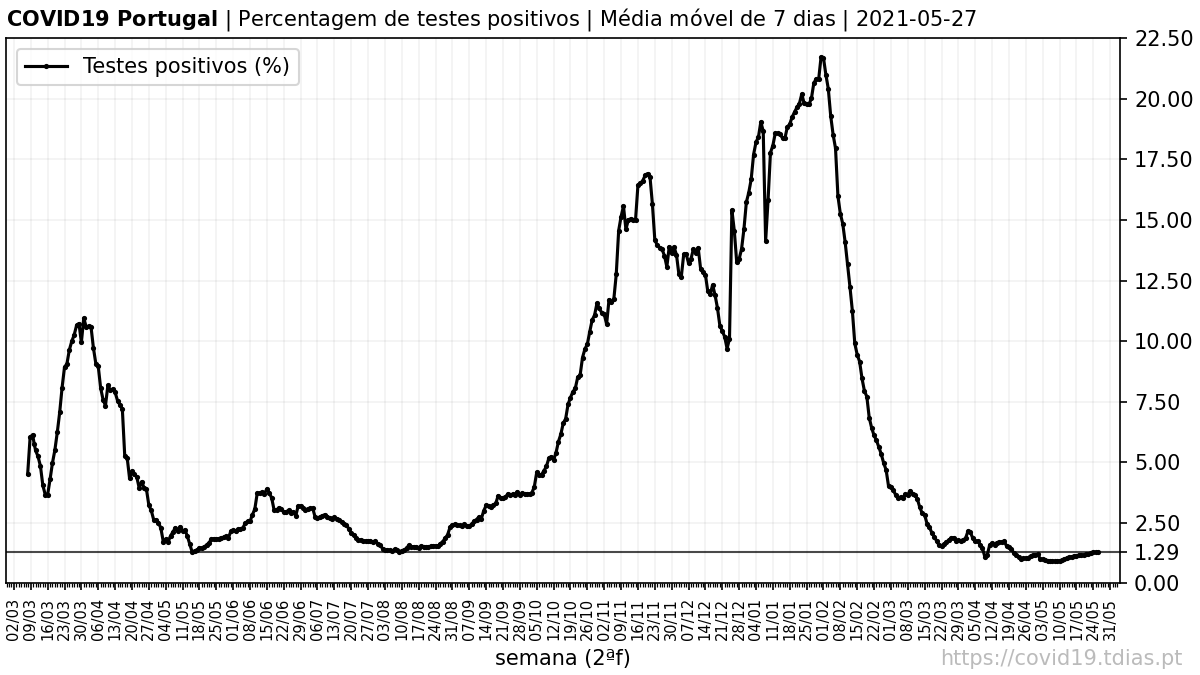 COVID19 Portugal | Percentagem de testes positivos | Média móvel de 7 dias | 2021-05-27
Testes positivos (%)
22.50
20.00
17.50
15.00
12.50
10.00
7.50
5.00
2.50
1.29
0.00
02/03 09/03 16/03 23/03 30/03 06/04 13/04 20/04 27/04 04/05 11/05 18/05 25/05 01/06 08/06 15/06 22/06 29/06 06/07 13/07 20/07 27/07 03/08 10/08 17/08 24/08 31/08 07/09 14/09 21/09 28/09 05/10 12/10 19/10 26/10 02/11 09/11 16/11 23/11 30/11 07/12 14/12 21/12 28/12 04/01 11/01 18/01 25/01 01/02 08/02 15/02 22/02 01/03 08/03 15/03 22/03 29/03 05/04 12/04 19/04 26/04 03/05 10/05 17/05 24/05 31/05
semana (2ªf)
https://covid19.tdias.pt